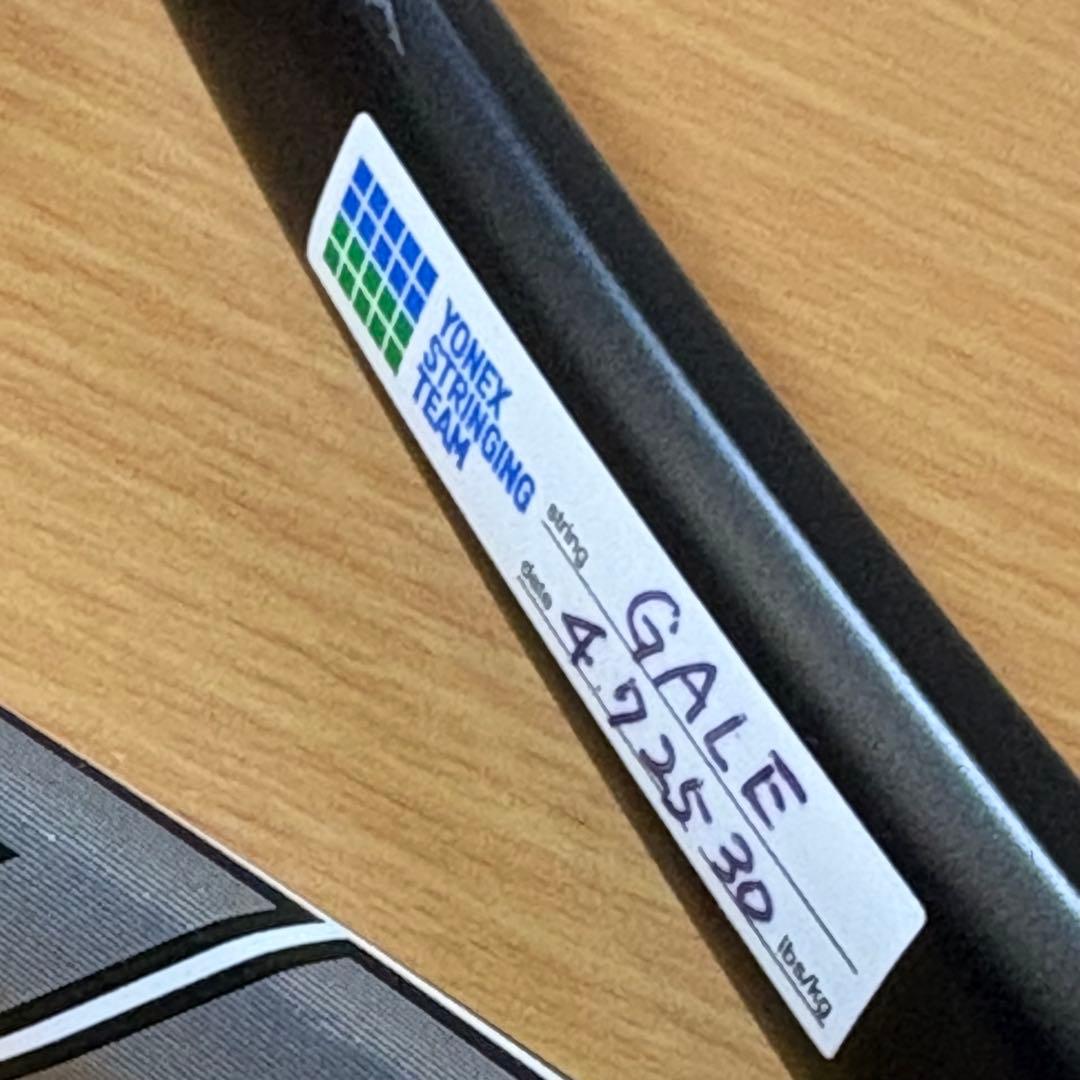 YONEX
STRINGING
TEAM
string GALE
date 4.7.25 30 lbs/kg